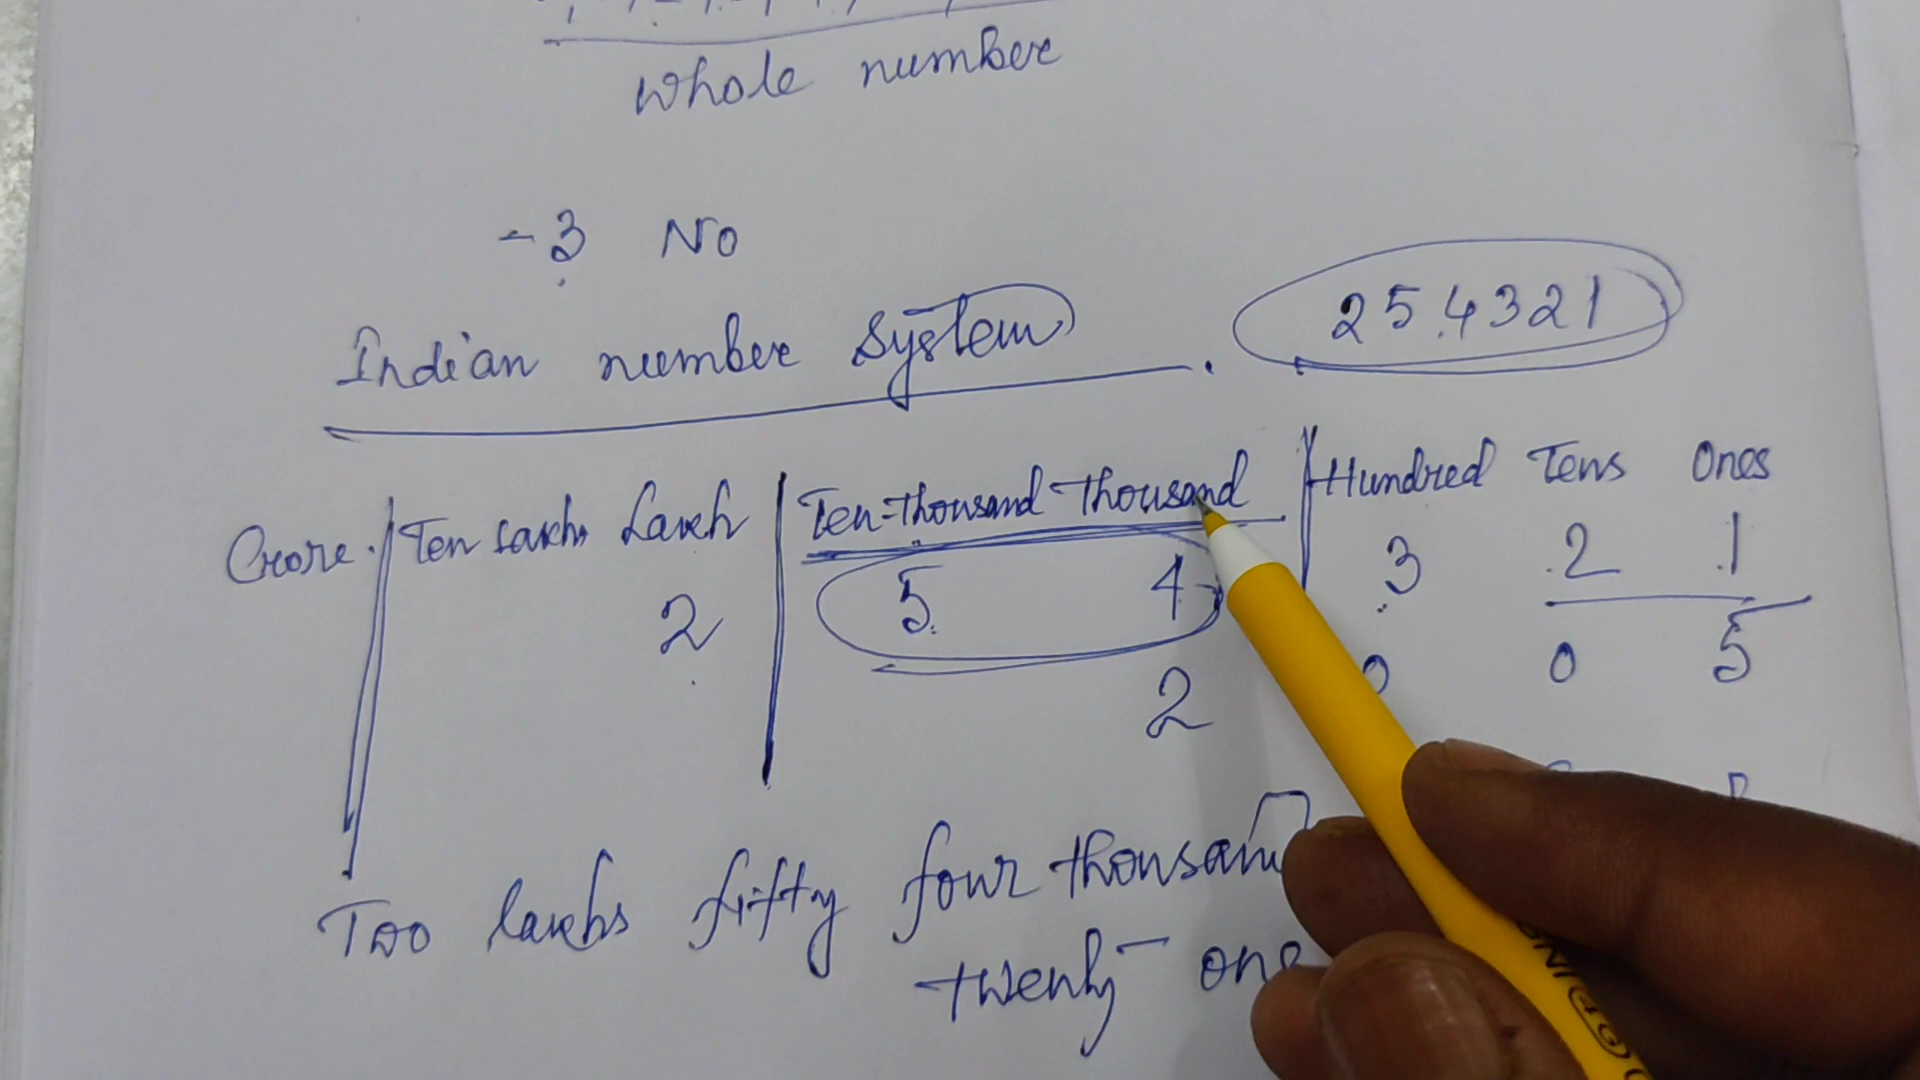 whole number
-3 No
Indian number system . 254321
Crore. Ten Lakhs Lakh Ten-thousand Thousand Hundred Tens Ones
2 5 4 3 2 1
2 0 0 5
Two lakhs fifty four thousand
twenty one